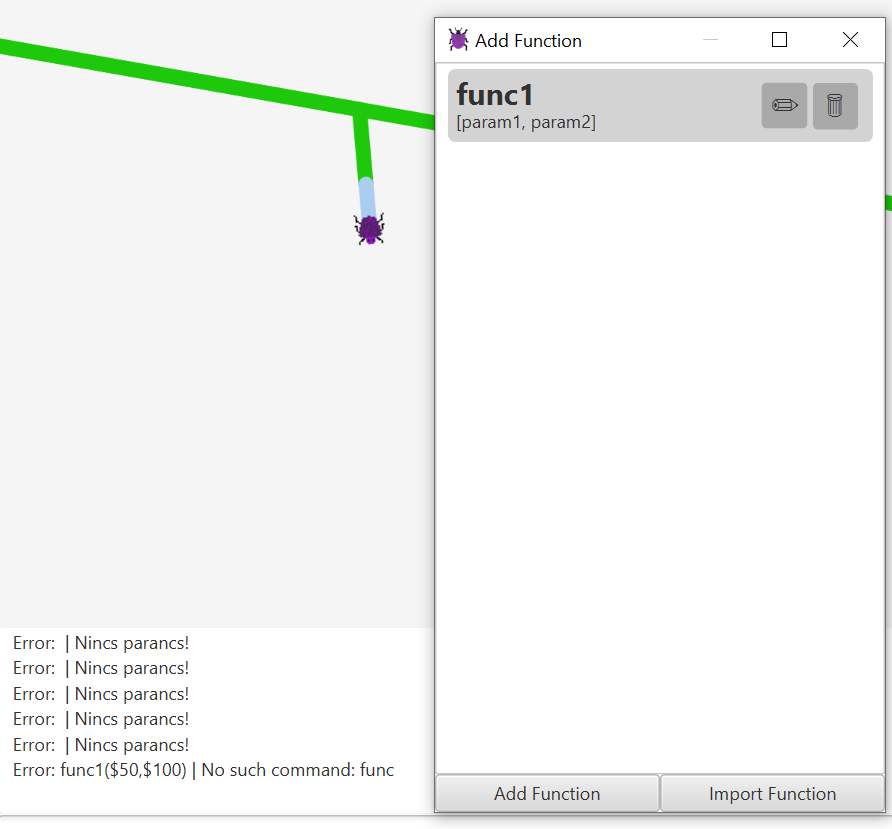 Add Function
func1
[param1, param2]
Error:  | Nincs parancs!
Error:  | Nincs parancs!
Error:  | Nincs parancs!
Error:  | Nincs parancs!
Error:  | Nincs parancs!
Error: func1($50,$100) | No such command: func
Add Function
Import Function